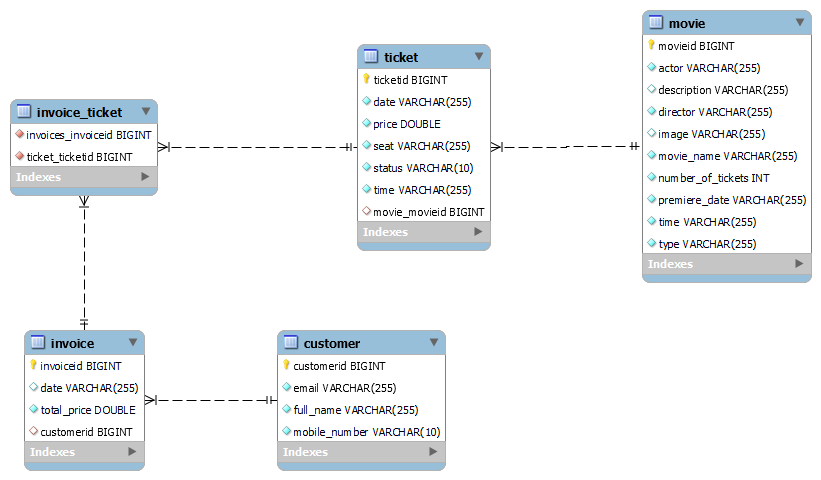 movie
movieid BIGINT
actor VARCHAR(255)
description VARCHAR(255)
director VARCHAR(255)
image VARCHAR(255)
movie_name VARCHAR(255)
number_of_tickets INT
premiere_date VARCHAR(255)
time VARCHAR(255)
type VARCHAR(255)
Indexes
ticket
ticketid BIGINT
date VARCHAR(255)
price DOUBLE
seat VARCHAR(255)
status VARCHAR(10)
time VARCHAR(255)
movie_movieid BIGINT
Indexes
invoice_ticket
invoices_invoiceid BIGINT
ticket_ticketid BIGINT
Indexes
invoice
invoiceid BIGINT
date VARCHAR(255)
total_price DOUBLE
customerid BIGINT
Indexes
customer
customerid BIGINT
email VARCHAR(255)
full_name VARCHAR(255)
mobile_number VARCHAR(10)
Indexes